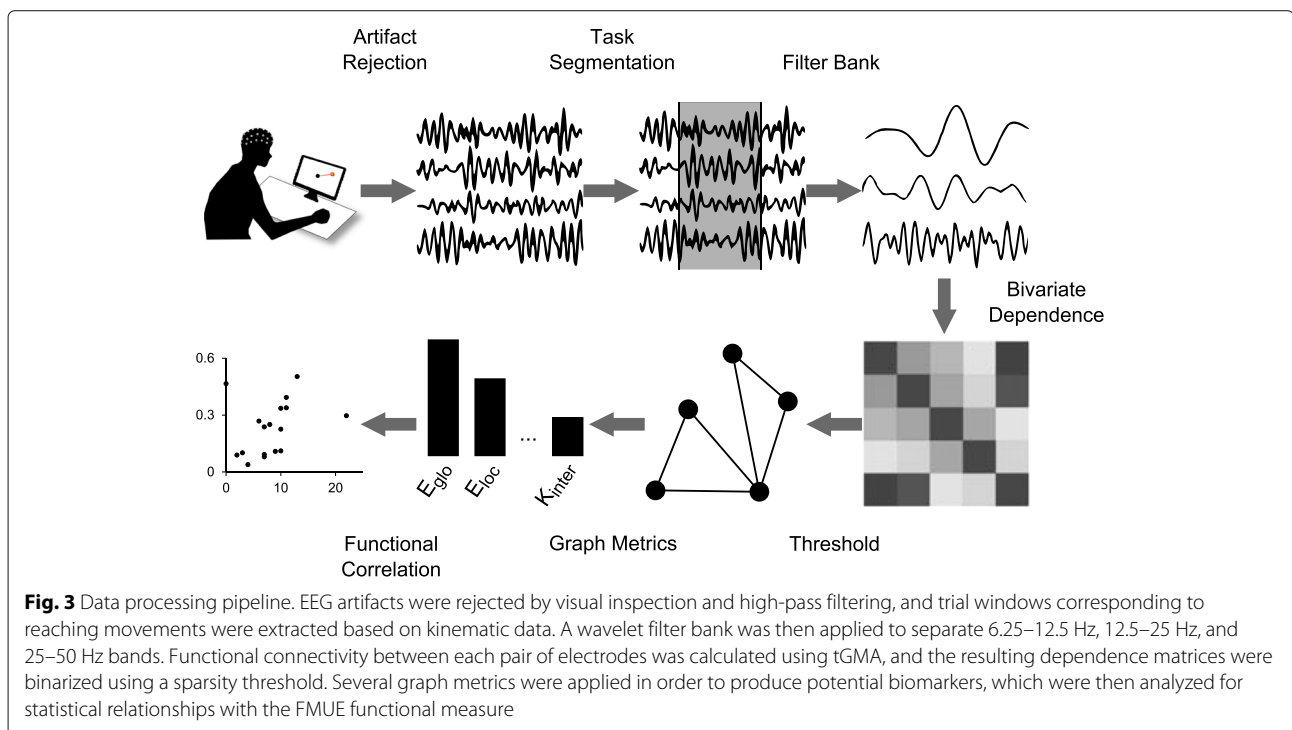 Artifact
Rejection
Task
Segmentation
Filter Bank
Bivariate
Dependence
0.6
0.3
0
0
10
20
...
E_glo
E_loc
K_inter
Functional
Correlation
Graph Metrics
Threshold
Fig. 3 Data processing pipeline. EEG artifacts were rejected by visual inspection and high-pass filtering, and trial windows corresponding to
reaching movements were extracted based on kinematic data. A wavelet filter bank was then applied to separate 6.25–12.5 Hz, 12.5–25 Hz, and
25–50 Hz bands. Functional connectivity between each pair of electrodes was calculated using tGMA, and the resulting dependence matrices were
binarized using a sparsity threshold. Several graph metrics were applied in order to produce potential biomarkers, which were then analyzed for
statistical relationships with the FMUE functional measure